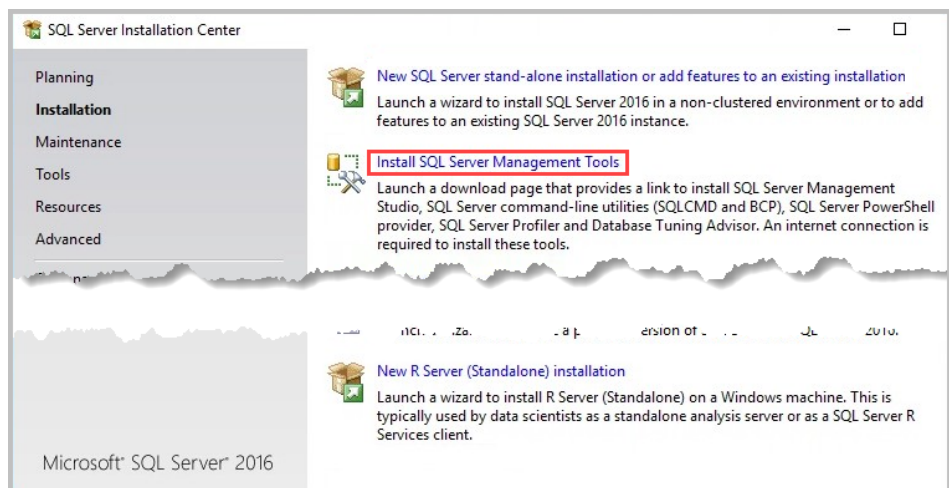 SQL Server Installation Center
Planning
Installation
Maintenance
Tools
Resources
Advanced
New SQL Server stand-alone installation or add features to an existing installation
Launch a wizard to install SQL Server 2016 in a non-clustered environment or to add
features to an existing SQL Server 2016 instance.
Install SQL Server Management Tools
Launch a download page that provides a link to install SQL Server Management
Studio, SQL Server command-line utilities (SQLCMD and BCP), SQL Server PowerShell
provider, SQL Server Profiler and Database Tuning Advisor. An internet connection is
required to install these tools.
New R Server (Standalone) installation
Launch a wizard to install R Server (Standalone) on a Windows machine. This is
typically used by data scientists as a standalone analysis server or as a SQL Server R
Services client.
Microsoft® SQL Server® 2016